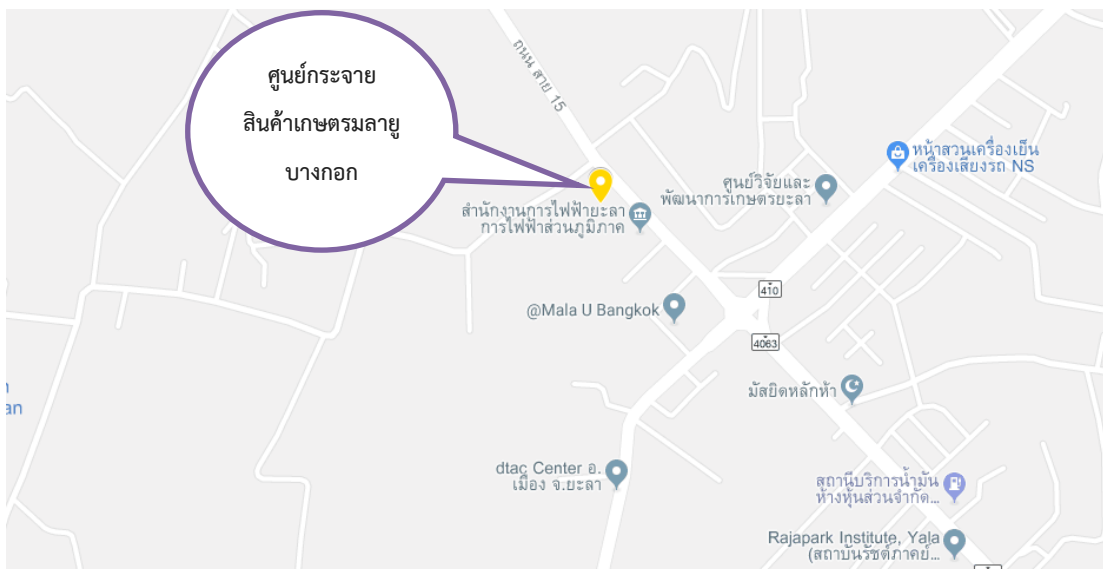 ศูนย์กระจาย
สินค้าเกษตรมลายู
บางกอก
ถนน สาย 15
หน้าสวนเครื่องเย็น
เครื่องเสียงรถ NS
ศูนย์วิจัยและ
พัฒนาการเกษตรยะลา
สำนักงานการไฟฟ้ายะลา
การไฟฟ้าส่วนภูมิภาค
410
@Mala U Bangkok
4063
มัสยิดหลักห้า
an
dtac Center อ.
เมือง จ.ยะลา
สถานีบริการน้ำมัน
ห้างหุ้นส่วนจำกัด...
Rajapark Institute, Yala
(สถาบันรัชต์ภาคย์...